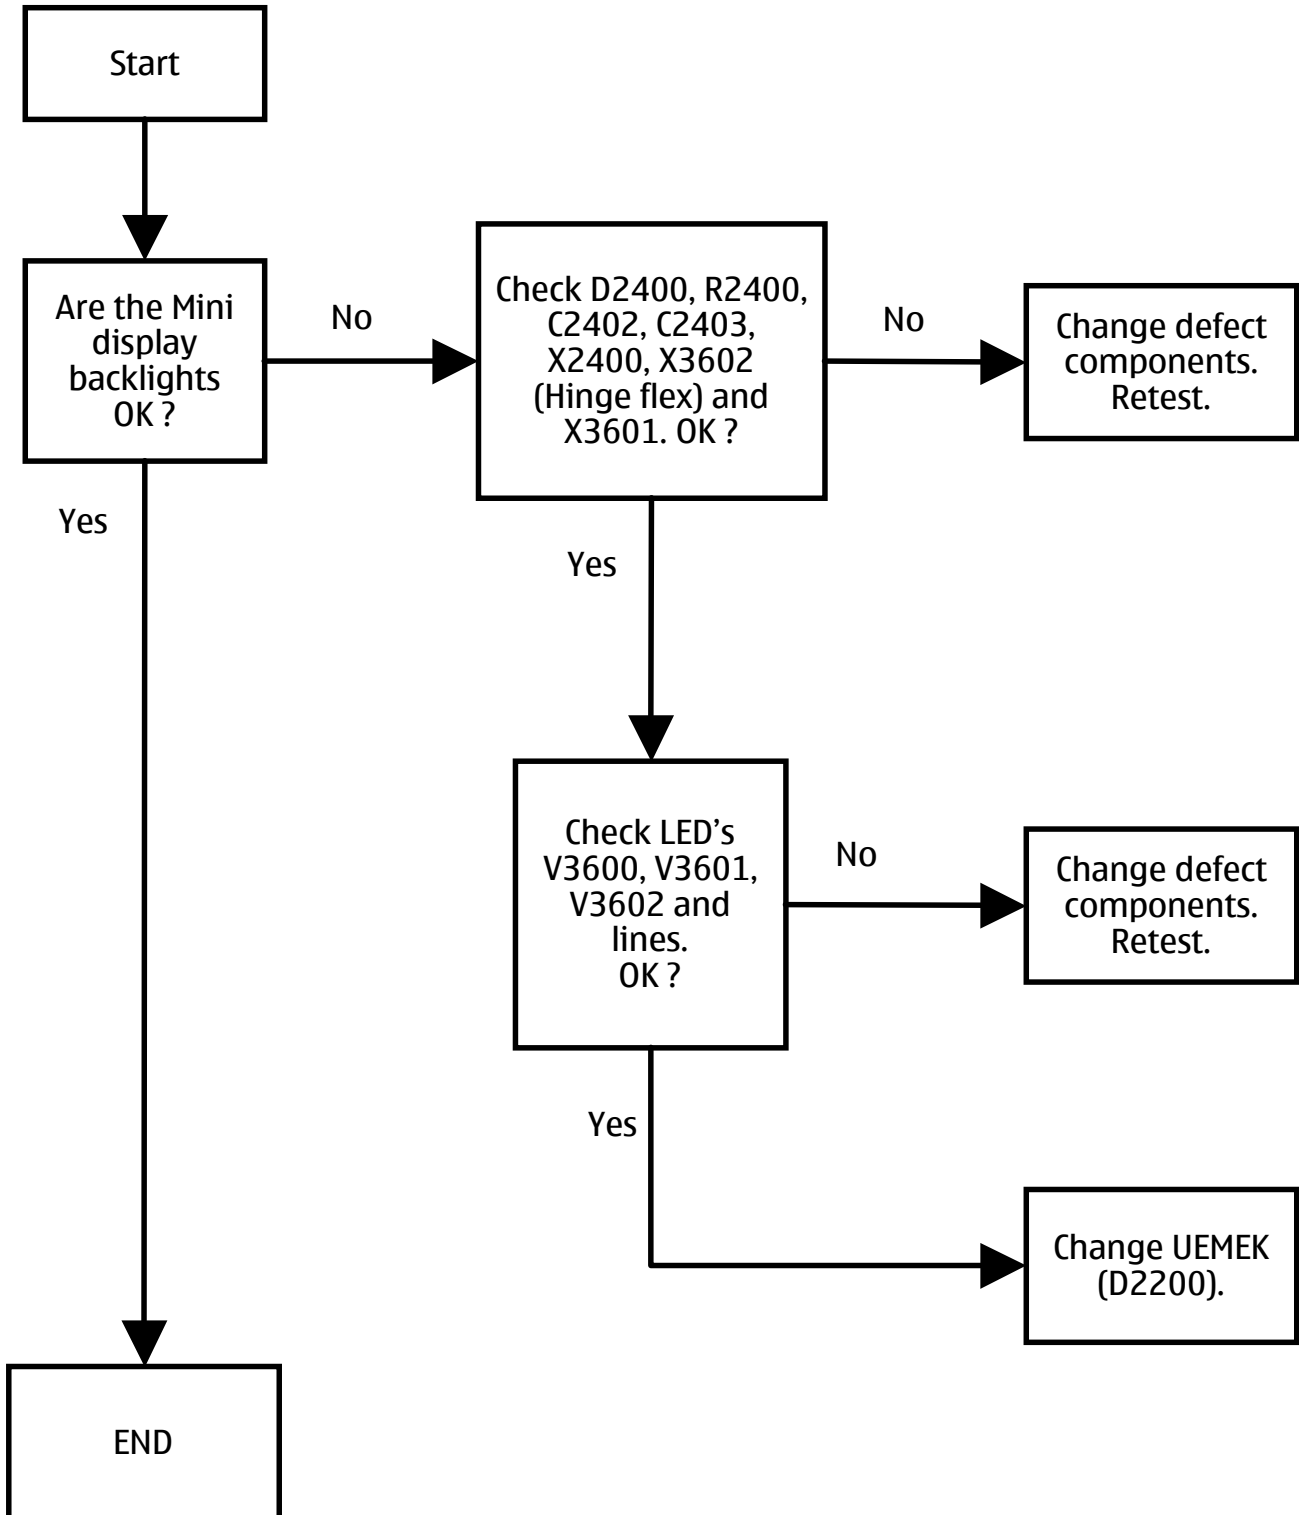 Start
Are the Mini
display
backlights
OK ?
No
Check D2400, R2400,
C2402, C2403,
X2400, X3602
(Hinge flex) and
X3601. OK ?
No
Change defect
components.
Retest.
Yes
Yes
Check LED’s
V3600, V3601,
V3602 and
lines.
OK ?
No
Change defect
components.
Retest.
Yes
Change UEMEK
(D2200).
END